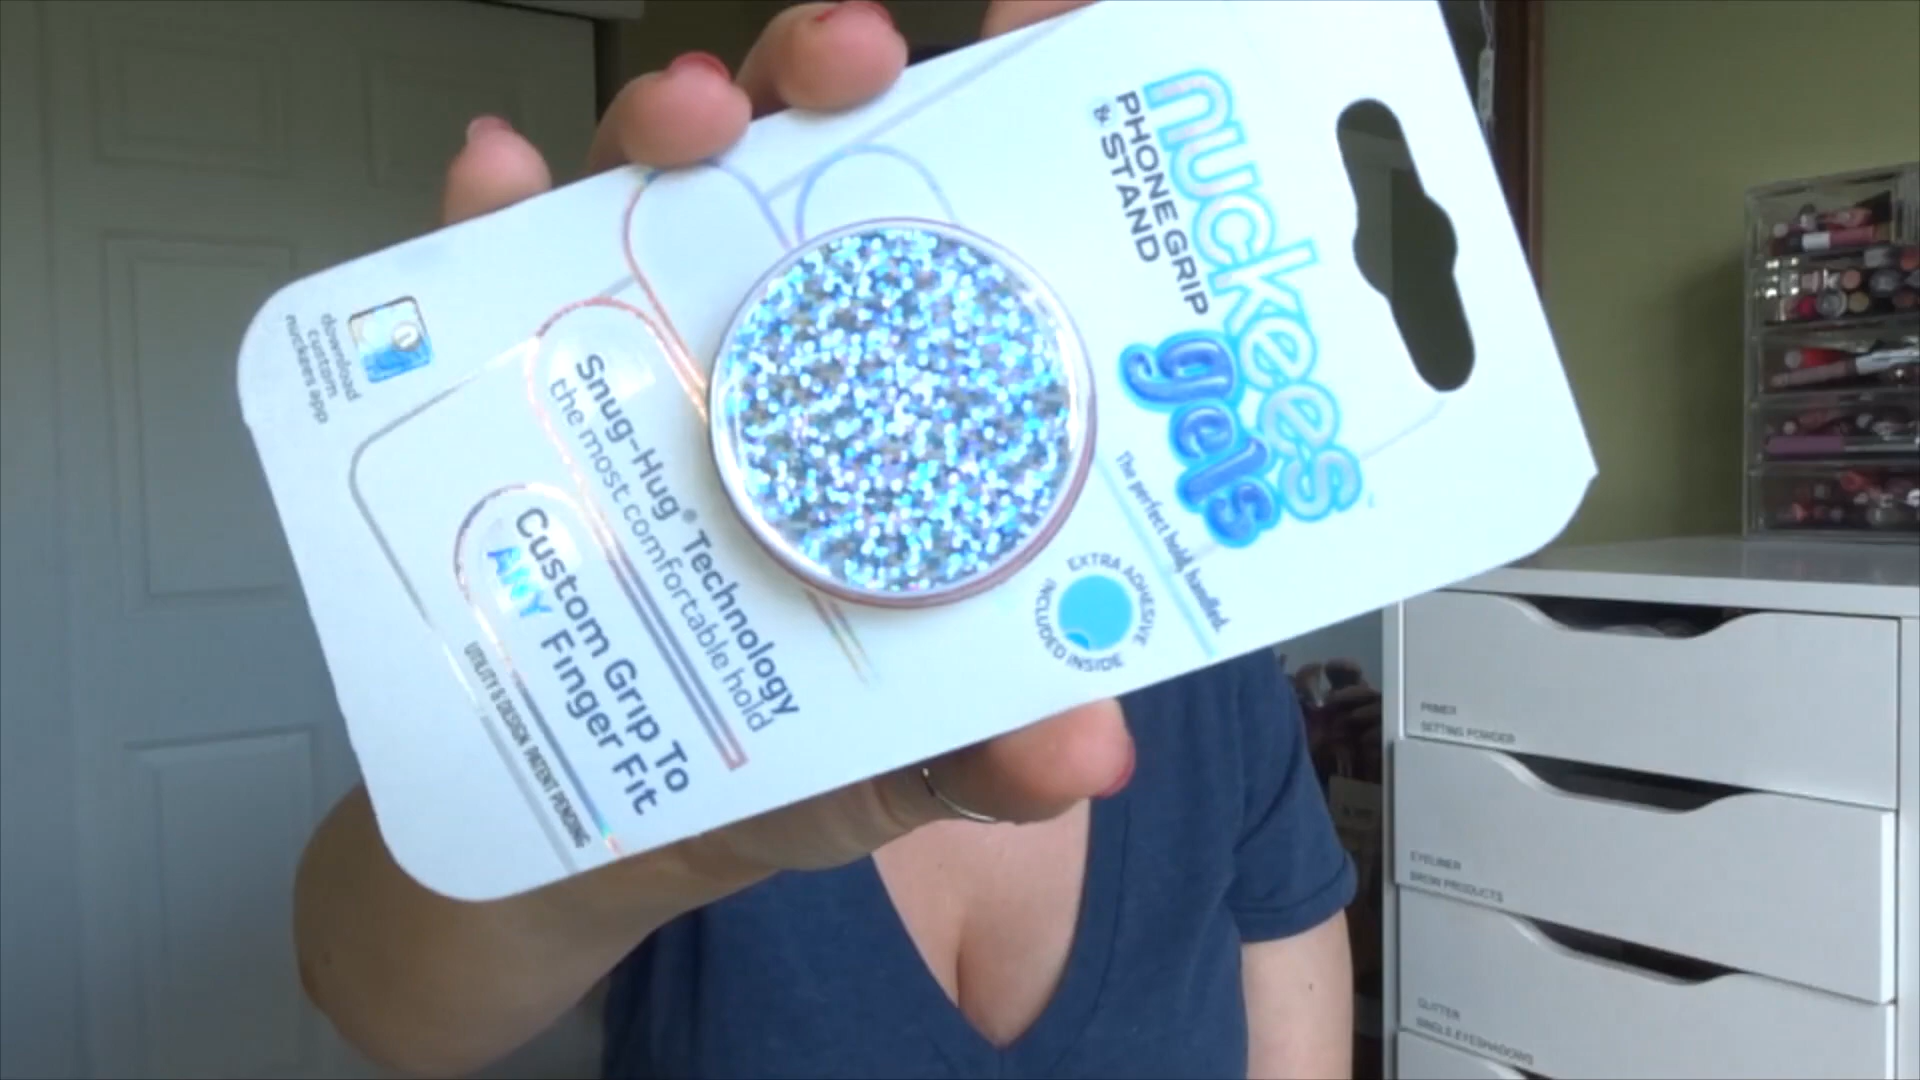 nuckees
PHONE GRIP
& STAND
gels
The perfect hold, handled.
EXTRA ADHESIVE
INCLUDED INSIDE
Snug-Hug® Technology
the most comfortable hold
Custom Grip To
ANY Finger Fit
UTILITY & DESIGN PATENT PENDING
download
custom
nuckees app
PRIMER
SETTING POWDER
EYELINER
BROW PRODUCTS
GLITTER
SINGLE EYESHADOWS